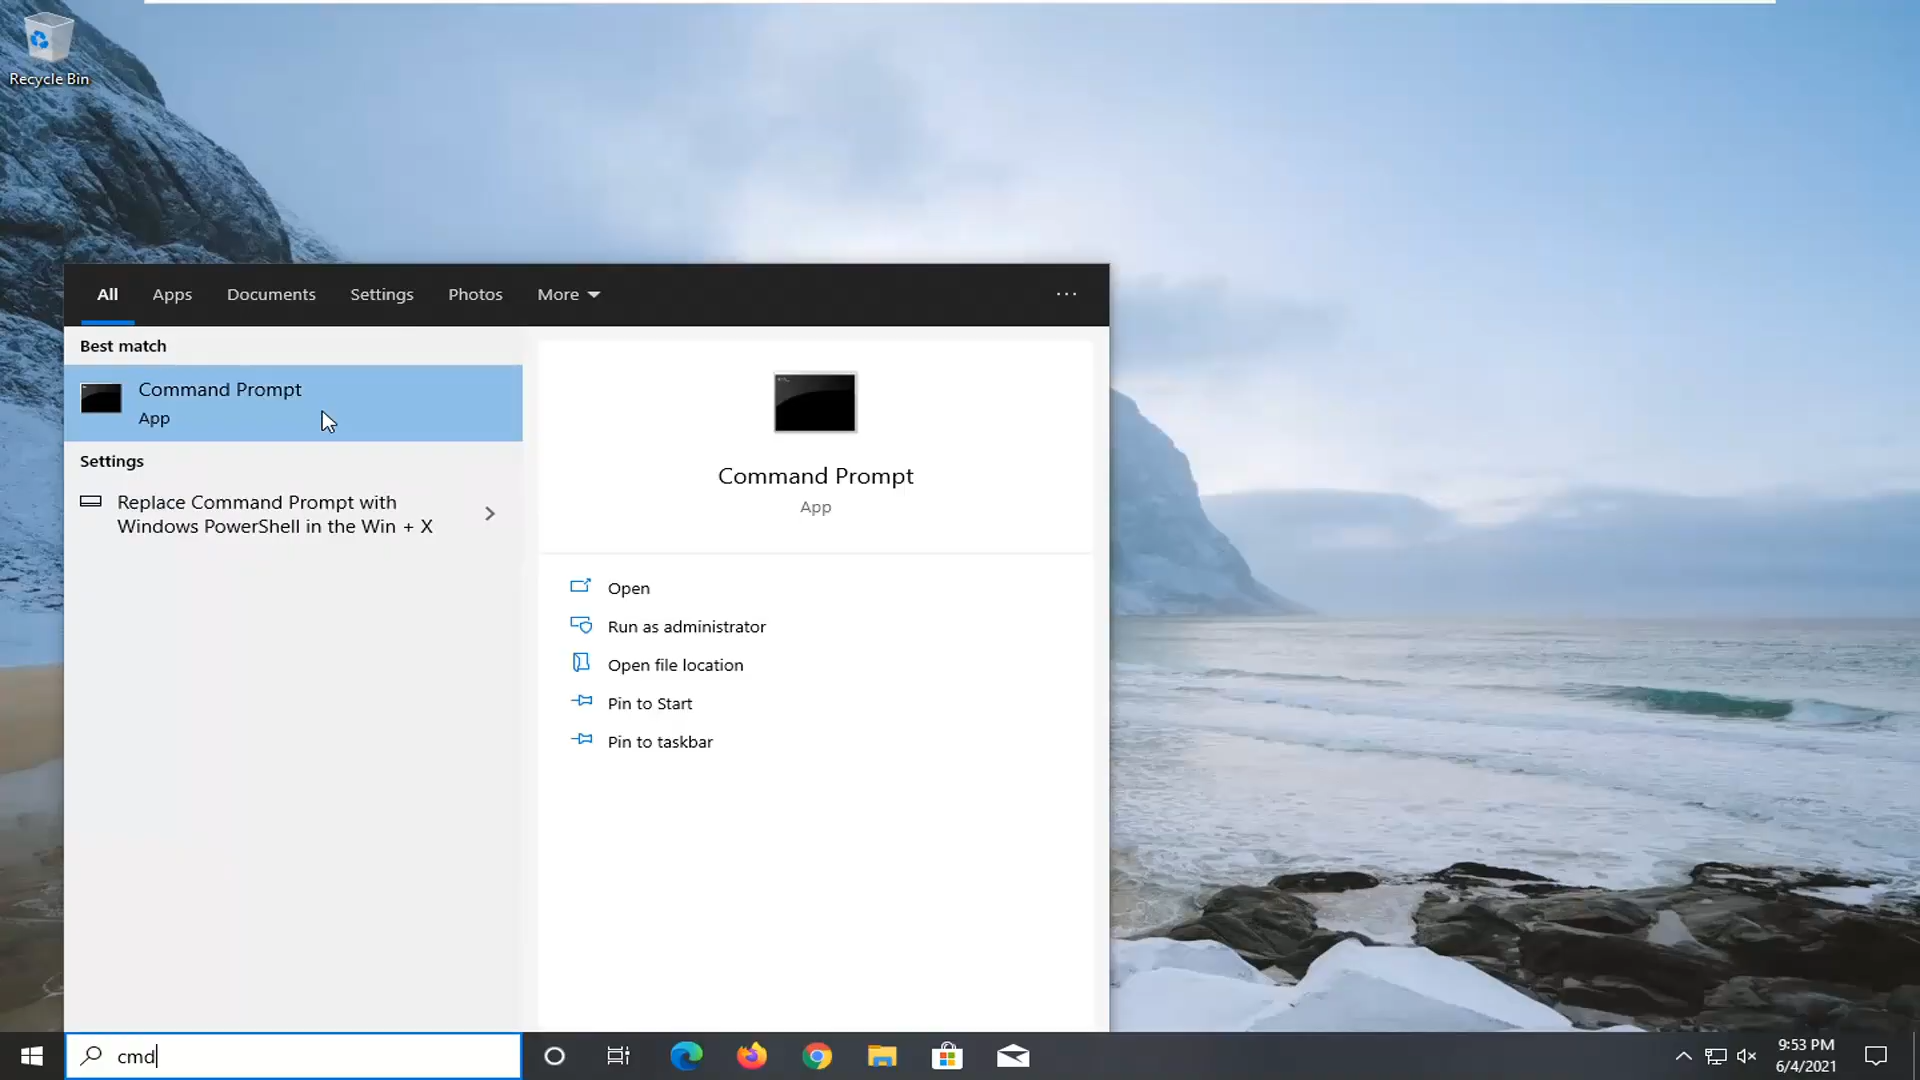 Recycle Bin
All Apps Documents Settings Photos More
Best match
Command Prompt
App
Settings
Replace Command Prompt with
Windows PowerShell in the Win + X
Command Prompt
App
Open
Run as administrator
Open file location
Pin to Start
Pin to taskbar
cmd
9:53 PM
6/4/2021